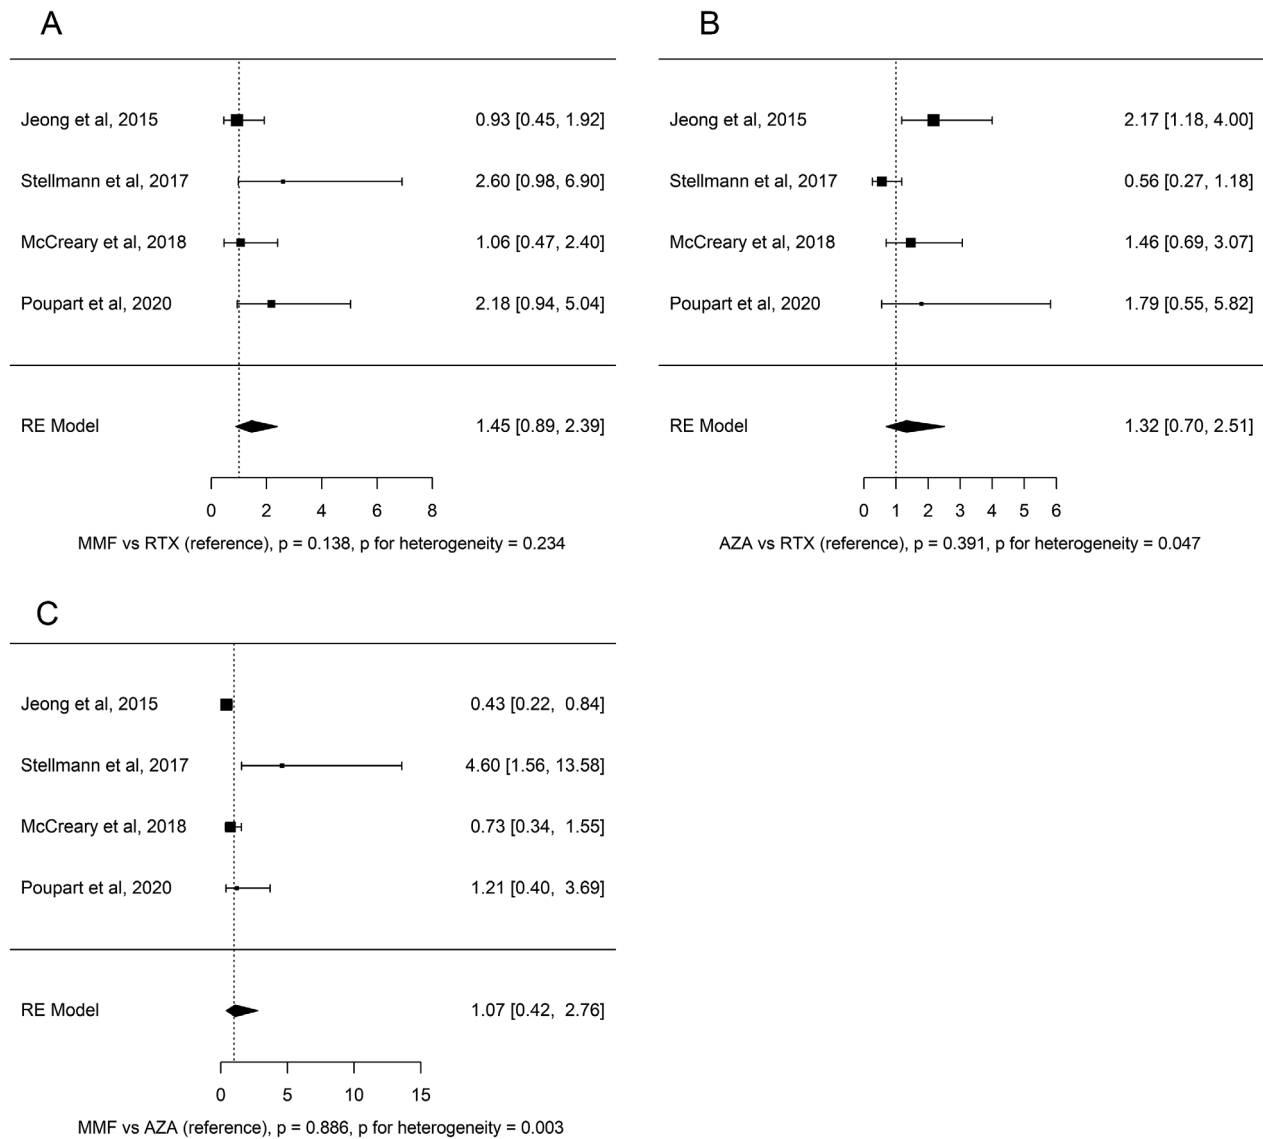 A
Jeong et al, 2015 0.93 [0.45, 1.92]
Stellmann et al, 2017 2.60 [0.98, 6.90]
McCreary et al, 2018 1.06 [0.47, 2.40]
Poupart et al, 2020 2.18 [0.94, 5.04]
RE Model 1.45 [0.89, 2.39]
0 2 4 6 8
MMF vs RTX (reference), p = 0.138, p for heterogeneity = 0.234
B
Jeong et al, 2015 2.17 [1.18, 4.00]
Stellmann et al, 2017 0.56 [0.27, 1.18]
McCreary et al, 2018 1.46 [0.69, 3.07]
Poupart et al, 2020 1.79 [0.55, 5.82]
RE Model 1.32 [0.70, 2.51]
0 1 2 3 4 5 6
AZA vs RTX (reference), p = 0.391, p for heterogeneity = 0.047
C
Jeong et al, 2015 0.43 [0.22, 0.84]
Stellmann et al, 2017 4.60 [1.56, 13.58]
McCreary et al, 2018 0.73 [0.34, 1.55]
Poupart et al, 2020 1.21 [0.40, 3.69]
RE Model 1.07 [0.42, 2.76]
0 5 10 15
MMF vs AZA (reference), p = 0.886, p for heterogeneity = 0.003